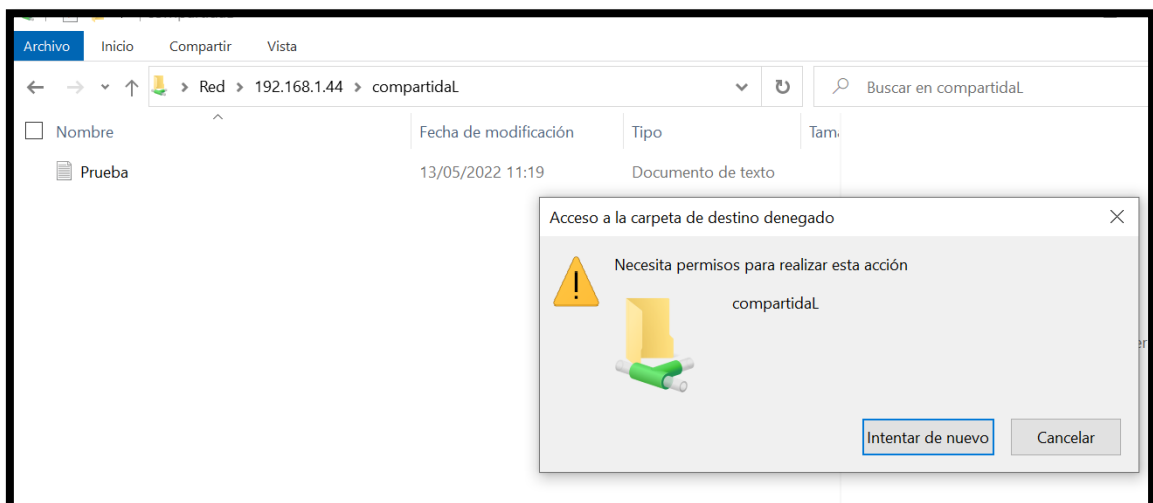 Archivo Inicio Compartir Vista
Red > 192.168.1.44 > compartidaL
Buscar en compartidaL
Nombre Fecha de modificación Tipo
Prueba 13/05/2022 11:19 Documento de texto
Acceso a la carpeta de destino denegado
Necesita permisos para realizar esta acción
compartidaL
Intentar de nuevo Cancelar